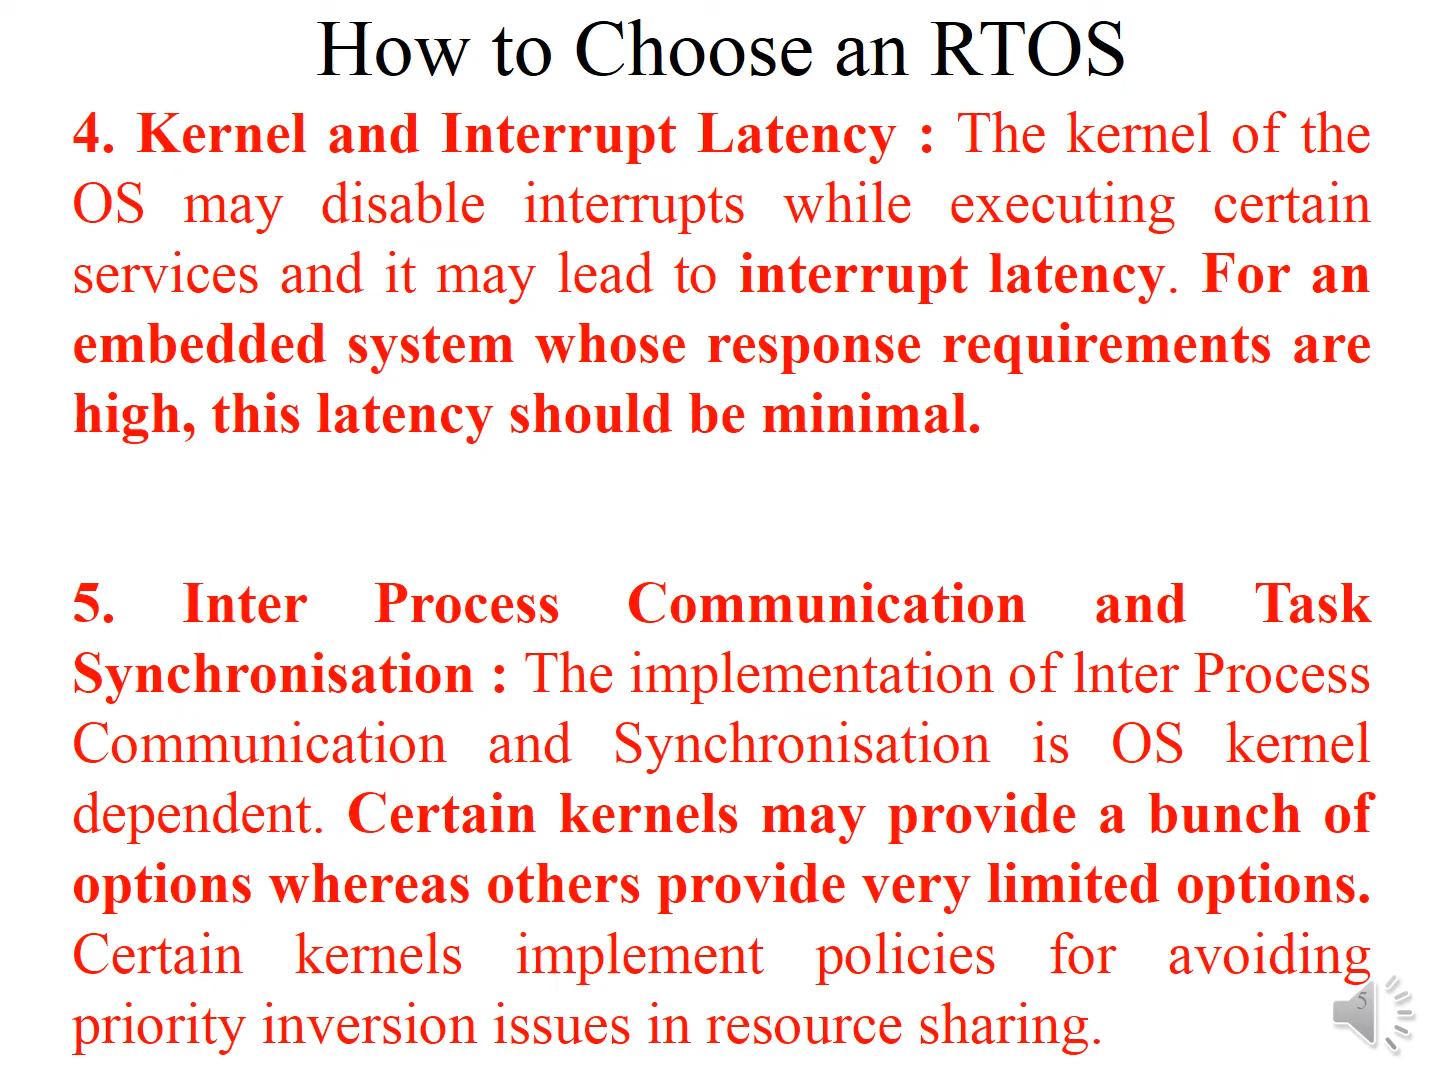 How to Choose an RTOS
4. Kernel and Interrupt Latency : The kernel of the
OS may disable interrupts while executing certain
services and it may lead to interrupt latency. For an
embedded system whose response requirements are
high, this latency should be minimal.
5. Inter Process Communication and Task
Synchronisation : The implementation of lnter Process
Communication and Synchronisation is OS kernel
dependent. Certain kernels may provide a bunch of
options whereas others provide very limited options.
Certain kernels implement policies for avoiding
priority inversion issues in resource sharing.
5